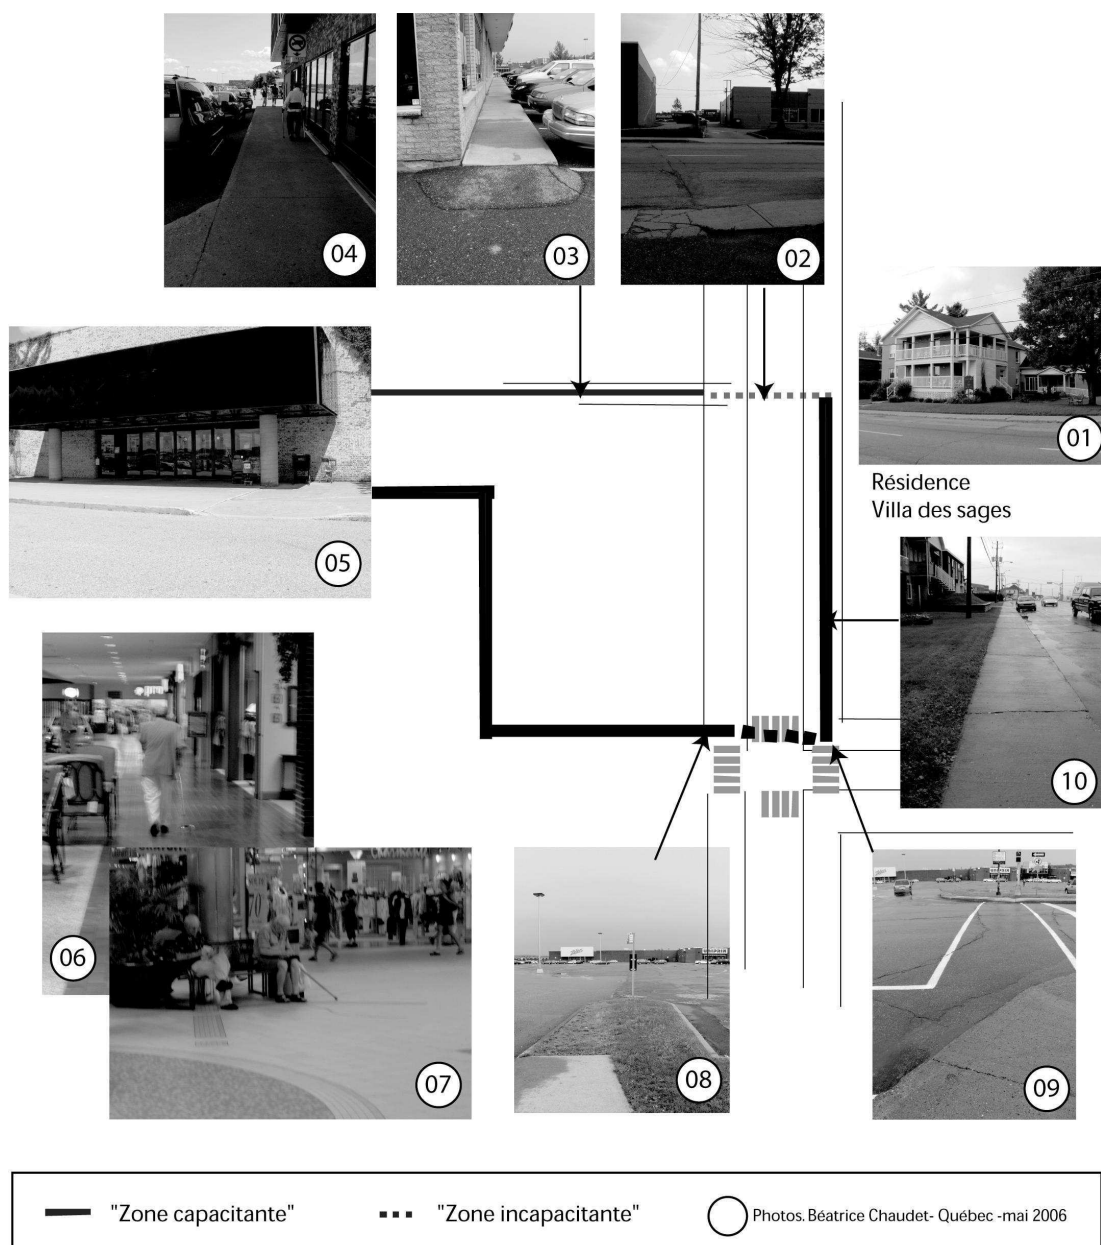 04
03
02
01
Résidence
Villa des sages
05
10
06
07
08
09
"Zone capacitante"
"Zone incapacitante"
Photos. Béatrice Chaudet- Québec -mai 2006